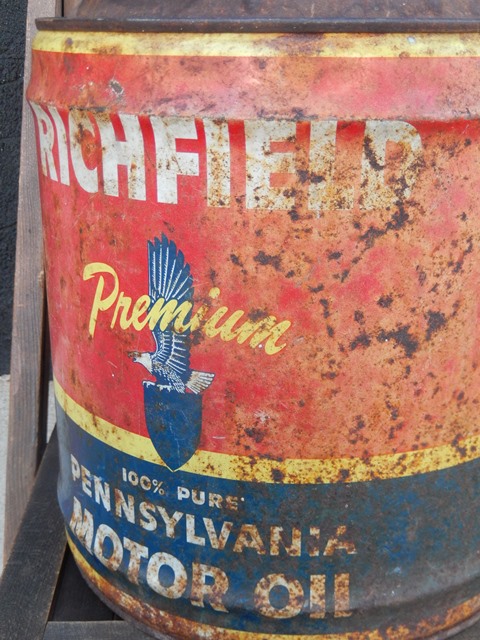 RICHFIELD
Premium
100% PURE
PENNSYLVANIA
MOTOR OIL